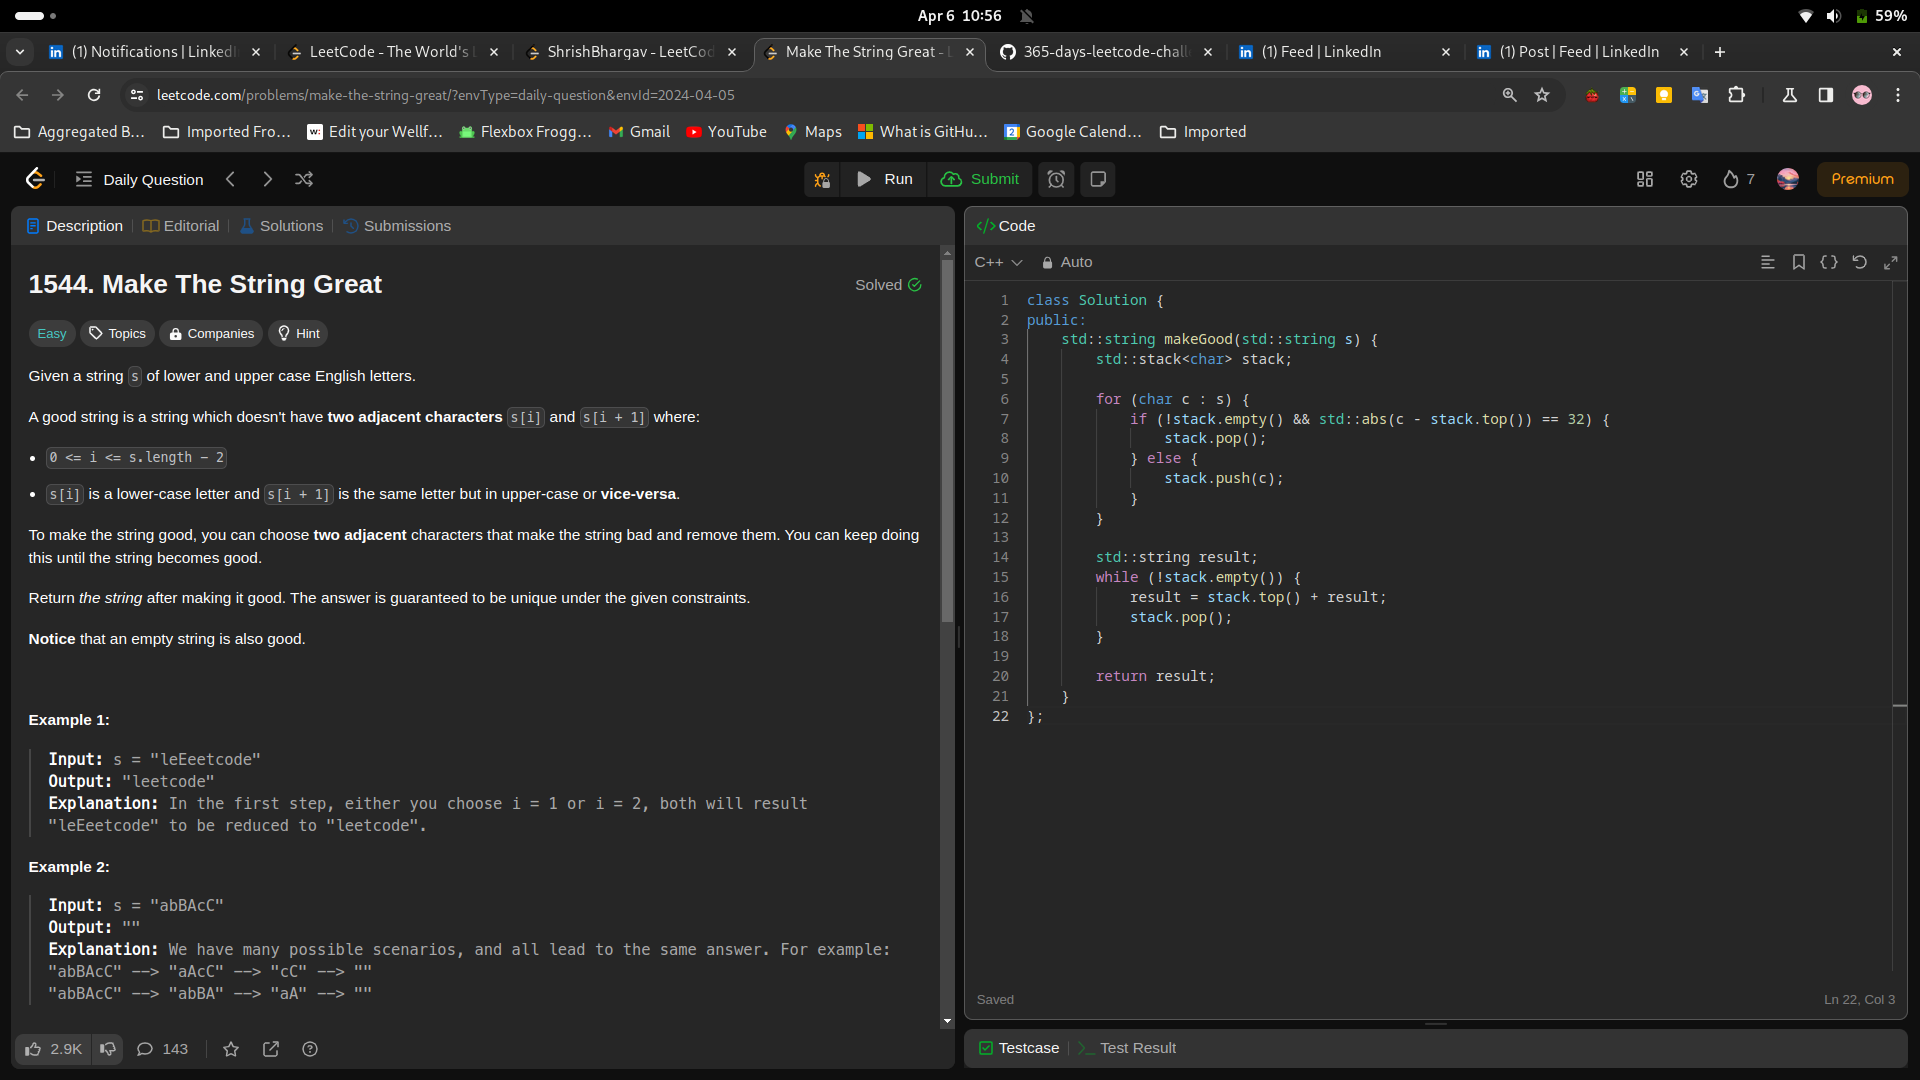 Apr 6 10:56
59%
(1) Notifications | LinkedI
LeetCode - The World's L
ShrishBhargav - LeetCod
Make The String Great - L
365-days-leetcode-chall
(1) Feed | LinkedIn
(1) Post | Feed | LinkedIn
leetcode.com/problems/make-the-string-great/?envType=daily-question&envId=2024-04-05
Aggregated B...
Imported Fro...
w: Edit your Wellf...
Flexbox Frogg...
Gmail
YouTube
Maps
What is GitHu...
2 Google Calend...
Imported
Daily Question
Run
Submit
7
Premium
Description
Editorial
Solutions
Submissions
1544. Make The String Great
Solved
Easy
Topics
Companies
Hint
Given a string s of lower and upper case English letters.
A good string is a string which doesn't have two adjacent characters s[i] and s[i + 1] where:
• 0 <= i <= s.length - 2
• s[i] is a lower-case letter and s[i + 1] is the same letter but in upper-case or vice-versa.
To make the string good, you can choose two adjacent characters that make the string bad and remove them. You can keep doing
this until the string becomes good.
Return the string after making it good. The answer is guaranteed to be unique under the given constraints.
Notice that an empty string is also good.
Example 1:
Input: s = "leEeetcode"
Output: "leetcode"
Explanation: In the first step, either you choose i = 1 or i = 2, both will result
"leEeetcode" to be reduced to "leetcode".
Example 2:
Input: s = "abBAcC"
Output: ""
Explanation: We have many possible scenarios, and all lead to the same answer. For example:
"abBAcC" --> "aAcC" --> "cC" --> ""
"abBAcC" --> "abBA" --> "aA" --> ""
2.9K
143
</> Code
C++
Auto
1 class Solution {
2 public:
3 std::string makeGood(std::string s) {
4 std::stack<char> stack;
5
6 for (char c : s) {
7 if (!stack.empty() && std::abs(c - stack.top()) == 32) {
8 stack.pop();
9 } else {
10 stack.push(c);
11 }
12 }
13
14 std::string result;
15 while (!stack.empty()) {
16 result = stack.top() + result;
17 stack.pop();
18 }
19
20 return result;
21 }
22 };
Saved
Ln 22, Col 3
Testcase
Test Result